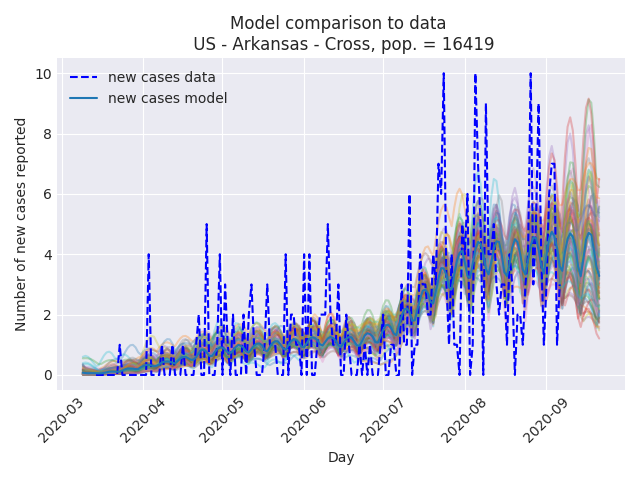 Model comparison to data
US - Arkansas - Cross, pop. = 16419
new cases data
new cases model
Number of new cases reported
10
8
6
4
2
0
2020-03
2020-04
2020-05
2020-06
2020-07
2020-08
2020-09
Day